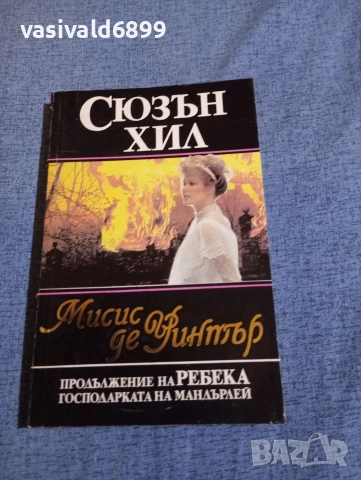 vasivald6899
СЮЗЪН
ХИЛ
Мисис
де Уинтър
ПРОДЪЛЖЕНИЕ НА РЕБЕКА
ГОСПОДАРКАТА НА МАНДЪРЛЕЙ
BAZAR